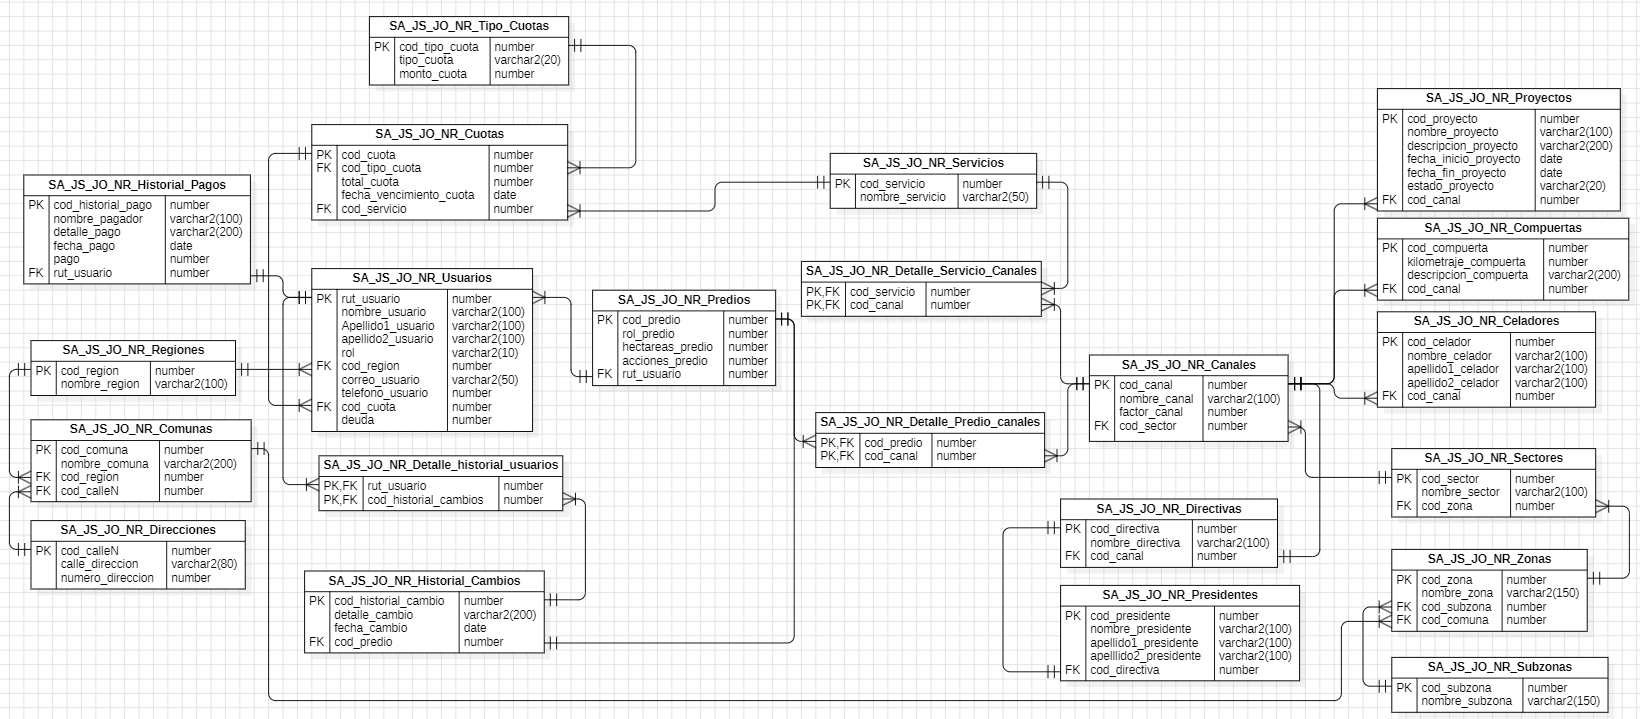 SA_JS_JO_NR_Tipo_Cuotas
PK cod_tipo_cuota number
tipo_cuota varchar2(20)
monto_cuota number
SA_JS_JO_NR_Cuotas
PK cod_cuota number
FK cod_tipo_cuota number
total_cuota number
fecha_vencimiento_cuota date
FK cod_servicio number
SA_JS_JO_NR_Historial_Pagos
PK cod_historial_pago number
nombre_pagador varchar2(100)
detalle_pago varchar2(200)
fecha_pago date
pago number
FK rut_usuario number
SA_JS_JO_NR_Usuarios
PK rut_usuario number
nombre_usuario varchar2(100)
Apellido1_usuario varchar2(100)
apellido2_usuario varchar2(100)
rol varchar2(10)
FK cod_region number
correo_usuario varchar2(50)
telefono_usuario number
FK cod_cuota number
deuda number
SA_JS_JO_NR_Regiones
PK cod_region number
nombre_region varchar2(100)
SA_JS_JO_NR_Comunas
PK cod_comuna number
nombre_comuna varchar2(200)
FK cod_region number
FK cod_calleN number
SA_JS_JO_NR_Direcciones
PK cod_calleN number
calle_direccion varchar2(80)
numero_direccion number
SA_JS_JO_NR_Detalle_historial_usuarios
PK,FK rut_usuario number
PK,FK cod_historial_cambios number
SA_JS_JO_NR_Historial_Cambios
PK cod_historial_cambio number
detalle_cambio varchar2(200)
fecha_cambio date
FK cod_predio number
SA_JS_JO_NR_Predios
PK cod_predio number
rol_predio number
hectareas_predio number
acciones_predio number
FK rut_usuario number
SA_JS_JO_NR_Servicios
PK cod_servicio number
nombre_servicio varchar2(50)
SA_JS_JO_NR_Detalle_Servicio_Canales
PK,FK cod_servicio number
PK,FK cod_canal number
SA_JS_JO_NR_Detalle_Predio_canales
PK,FK cod_predio number
PK,FK cod_canal number
SA_JS_JO_NR_Canales
PK cod_canal number
nombre_canal varchar2(100)
factor_canal number
FK cod_sector number
SA_JS_JO_NR_Directivas
PK cod_directiva number
nombre_directiva varchar2(100)
FK cod_canal number
SA_JS_JO_NR_Presidentes
PK cod_presidente number
nombre_presidente varchar2(100)
apellido1_presidente varchar2(100)
apelllido2_presidente varchar2(100)
FK cod_directiva number
SA_JS_JO_NR_Proyectos
PK cod_proyecto number
nombre_proyecto varchar2(100)
descripcion_proyecto varchar2(200)
fecha_inicio_proyecto date
fecha_fin_proyecto date
estado_proyecto varchar2(20)
FK cod_canal number
SA_JS_JO_NR_Compuertas
PK cod_compuerta number
kilometraje_compuerta number
descripcion_compuerta varchar2(200)
FK cod_canal number
SA_JS_JO_NR_Celadores
PK cod_celador number
nombre_celador varchar2(100)
apellido1_celador varchar2(100)
apellido2_celador varchar2(100)
FK cod_canal number
SA_JS_JO_NR_Sectores
PK cod_sector number
nombre_sector varchar2(100)
FK cod_zona number
SA_JS_JO_NR_Zonas
PK cod_zona number
nombre_zona varchar2(150)
FK cod_subzona number
FK cod_comuna number
SA_JS_JO_NR_Subzonas
PK cod_subzona number
nombre_subzona varchar2(150)